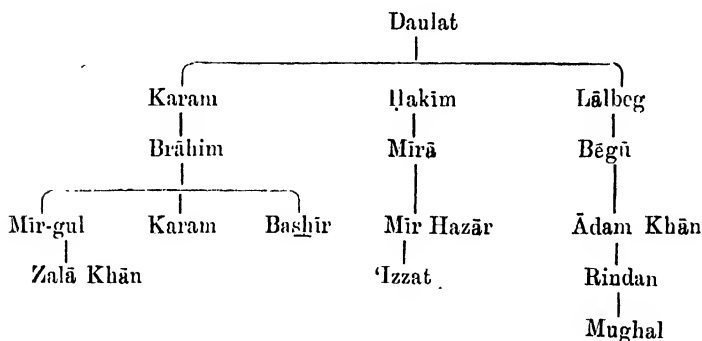 Daulat
Karam Ḥakīm Lālbeg
Brāhim Mīrā Bēgū
Mīr-gul Karam Bashīr Mīr Hazār Ādam Khān
Zalā Khān 'Izzat Rindan
Mughal